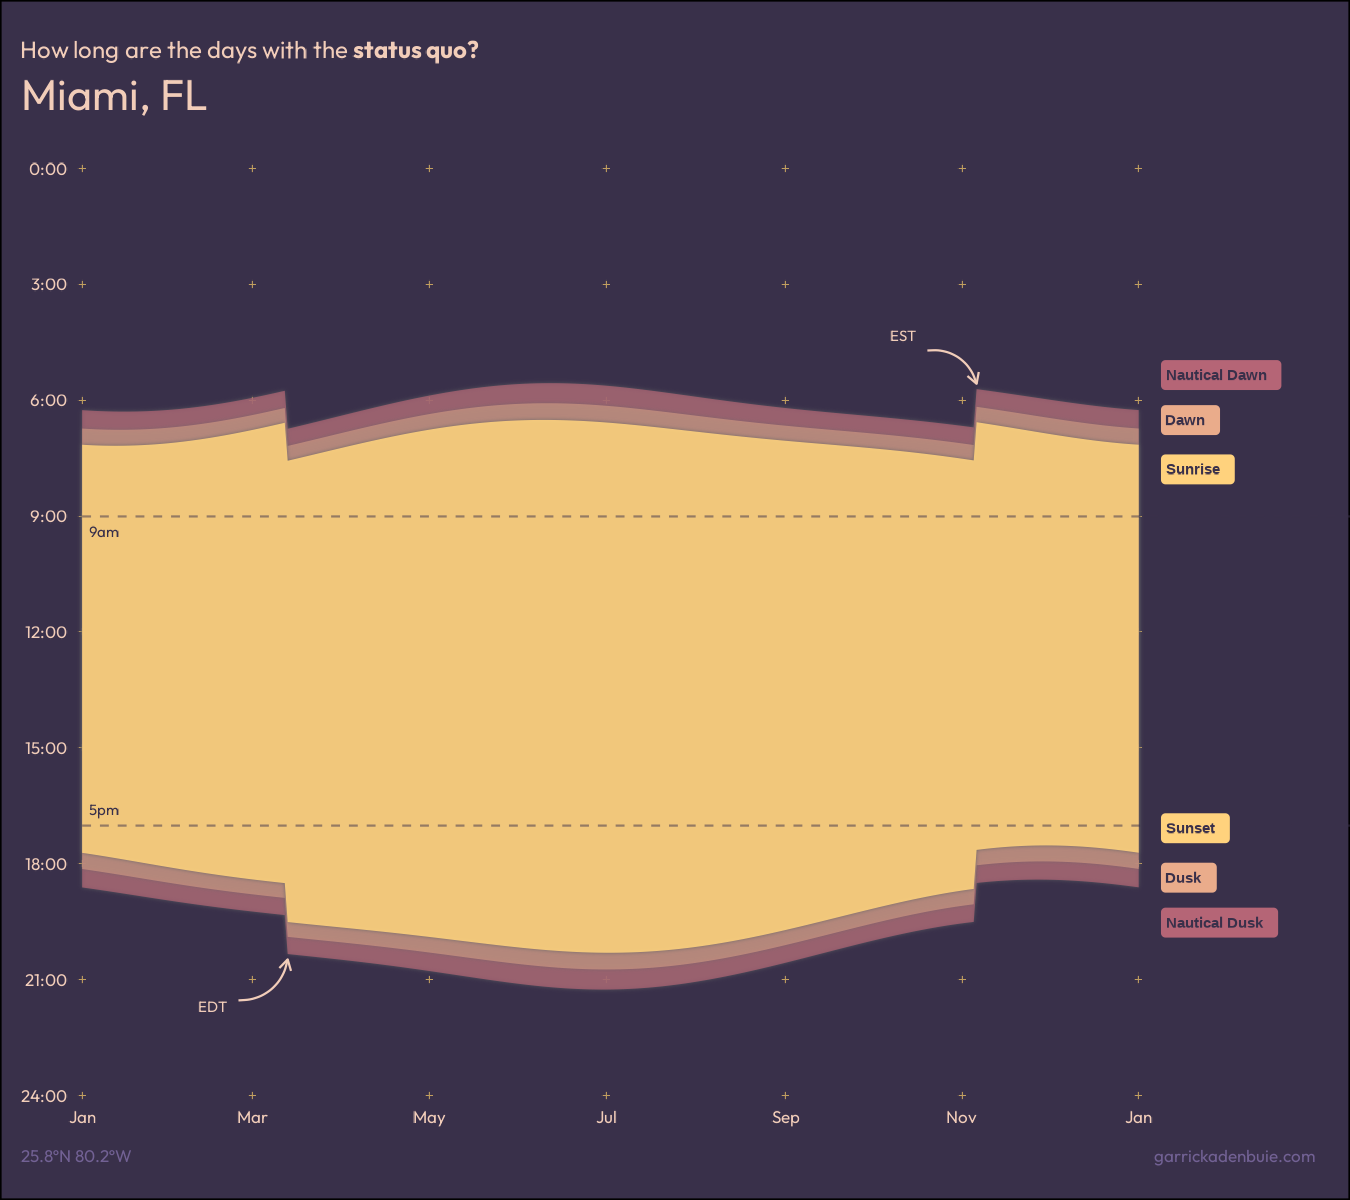 How long are the days with the status quo?
Miami, FL
0:00
3:00
EST
Nautical Dawn
6:00
Dawn
Sunrise
9:00
9am
12:00
15:00
5pm
Sunset
18:00
Dusk
Nautical Dusk
21:00
EDT
24:00
Jan Mar May Jul Sep Nov Jan
25.8°N 80.2°W garrickadenbuie.com